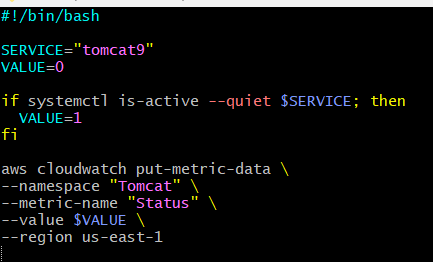 #!/bin/bash
SERVICE="tomcat9"
VALUE=0
if systemctl is-active --quiet $SERVICE; then
  VALUE=1
fi
aws cloudwatch put-metric-data \
--namespace "Tomcat" \
--metric-name "Status" \
--value $VALUE \
--region us-east-1